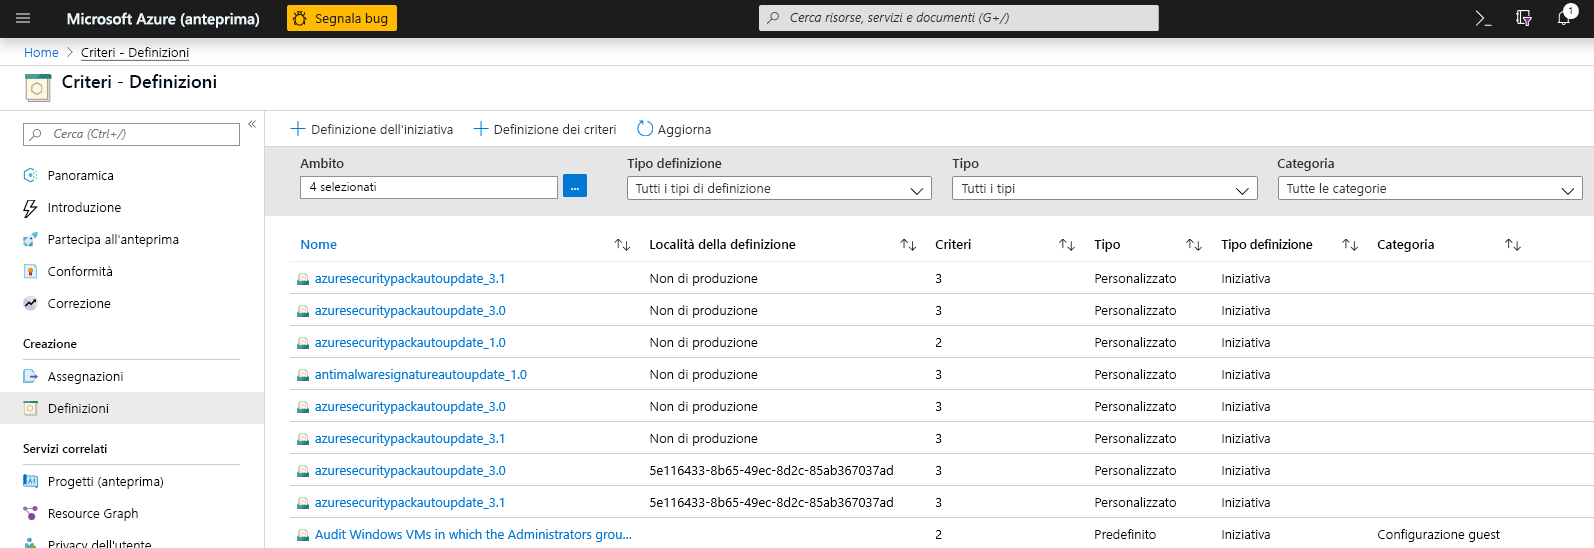 Microsoft Azure (anteprima)
Segnala bug
Cerca risorse, servizi e documenti (G+/)
1
Home > Criteri - Definizioni
Criteri - Definizioni
Cerca (Ctrl+/)
«
Panoramica
Introduzione
Partecipa all'anteprima
Conformità
Correzione
Creazione
Assegnazioni
Definizioni
Servizi correlati
Progetti (anteprima)
Resource Graph
Privacy dell'utente
+ Definizione dell'iniziativa + Definizione dei criteri Aggiorna
Ambito Tipo definizione Tipo Categoria
4 selezionati ... Tutti i tipi di definizione Tutti i tipi Tutte le categorie
Nome Località della definizione Criteri Tipo Tipo definizione Categoria
azuresecuritypackautoupdate_3.1 Non di produzione 3 Personalizzato Iniziativa
azuresecuritypackautoupdate_3.0 Non di produzione 3 Personalizzato Iniziativa
azuresecuritypackautoupdate_1.0 Non di produzione 2 Personalizzato Iniziativa
antimalwaresignatureautoupdate_1.0 Non di produzione 3 Personalizzato Iniziativa
azuresecuritypackautoupdate_3.0 Non di produzione 3 Personalizzato Iniziativa
azuresecuritypackautoupdate_3.1 Non di produzione 3 Personalizzato Iniziativa
azuresecuritypackautoupdate_3.0 5e116433-8b65-49ec-8d2c-85ab367037ad 3 Personalizzato Iniziativa
azuresecuritypackautoupdate_3.1 5e116433-8b65-49ec-8d2c-85ab367037ad 3 Personalizzato Iniziativa
Audit Windows VMs in which the Administrators grou... 2 Predefinito Iniziativa Configurazione guest